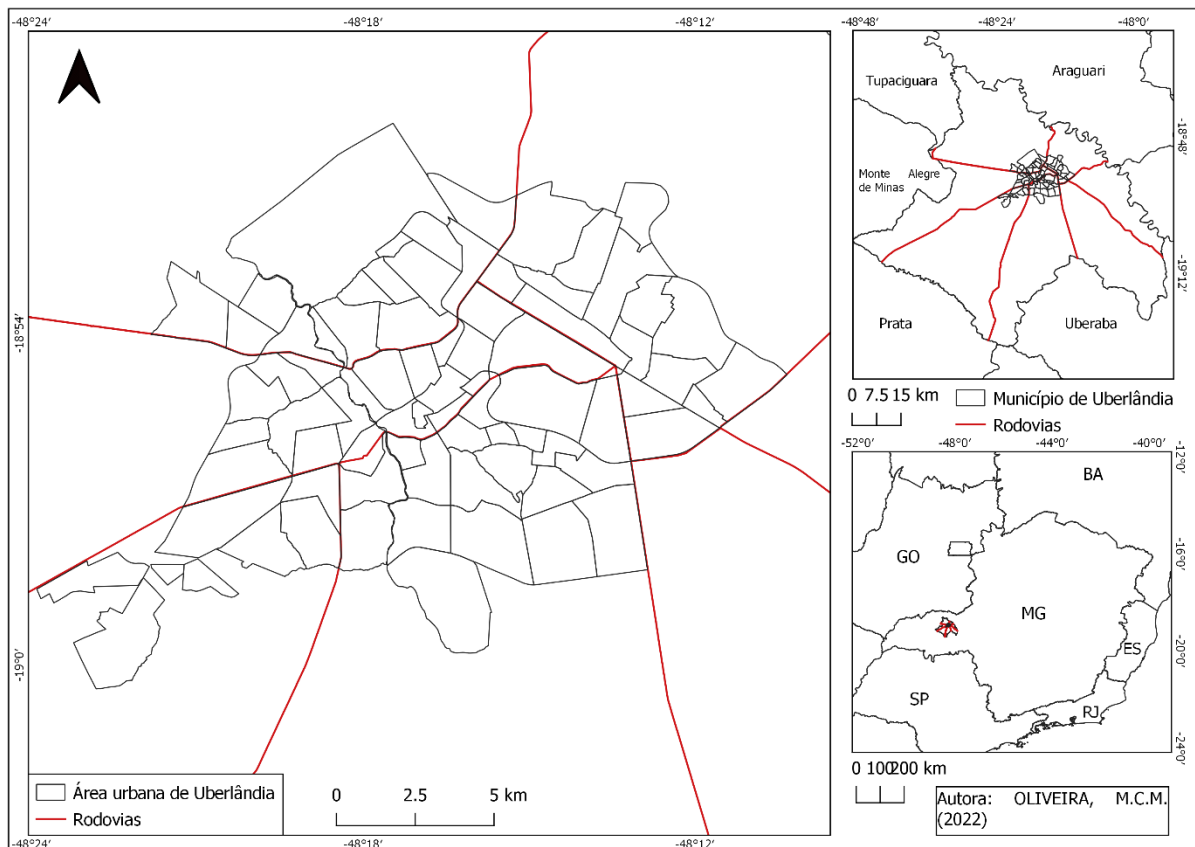 -48°24'
-48°18'
-48°12'
-18°54'
-19°0'
-48°24'
-48°18'
-48°12'
Área urbana de Uberlândia
Rodovias
0 2.5 5 km
-48°48'
-48°24'
-48°0'
Tupaciguara
Araguari
Monte Alegre
de Minas
Prata
Uberaba
-18°48'
-19°12'
0 7.5 15 km
Município de Uberlândia
Rodovias
-52°0'
-48°0'
-44°0'
-40°0'
BA
GO
MG
ES
SP
RJ
-12°0'
-16°0'
-20°0'
-24°0'
0 100200 km
Autora: OLIVEIRA, M.C.M.
(2022)